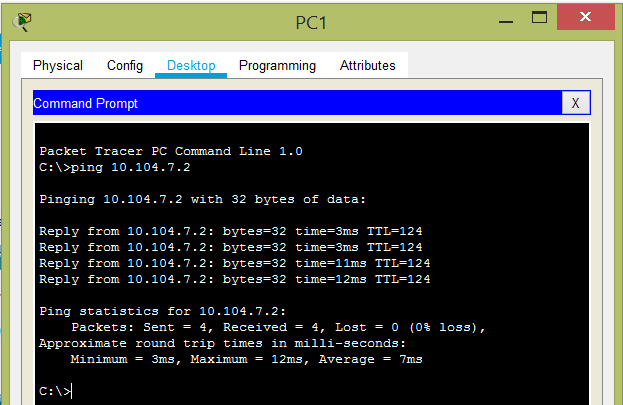 PC1
Physical Config Desktop Programming Attributes
Command Prompt
X
Packet Tracer PC Command Line 1.0
C:\>ping 10.104.7.2
Pinging 10.104.7.2 with 32 bytes of data:
Reply from 10.104.7.2: bytes=32 time=3ms TTL=124
Reply from 10.104.7.2: bytes=32 time=3ms TTL=124
Reply from 10.104.7.2: bytes=32 time=11ms TTL=124
Reply from 10.104.7.2: bytes=32 time=12ms TTL=124
Ping statistics for 10.104.7.2:
    Packets: Sent = 4, Received = 4, Lost = 0 (0% loss),
Approximate round trip times in milli-seconds:
    Minimum = 3ms, Maximum = 12ms, Average = 7ms
C:\>